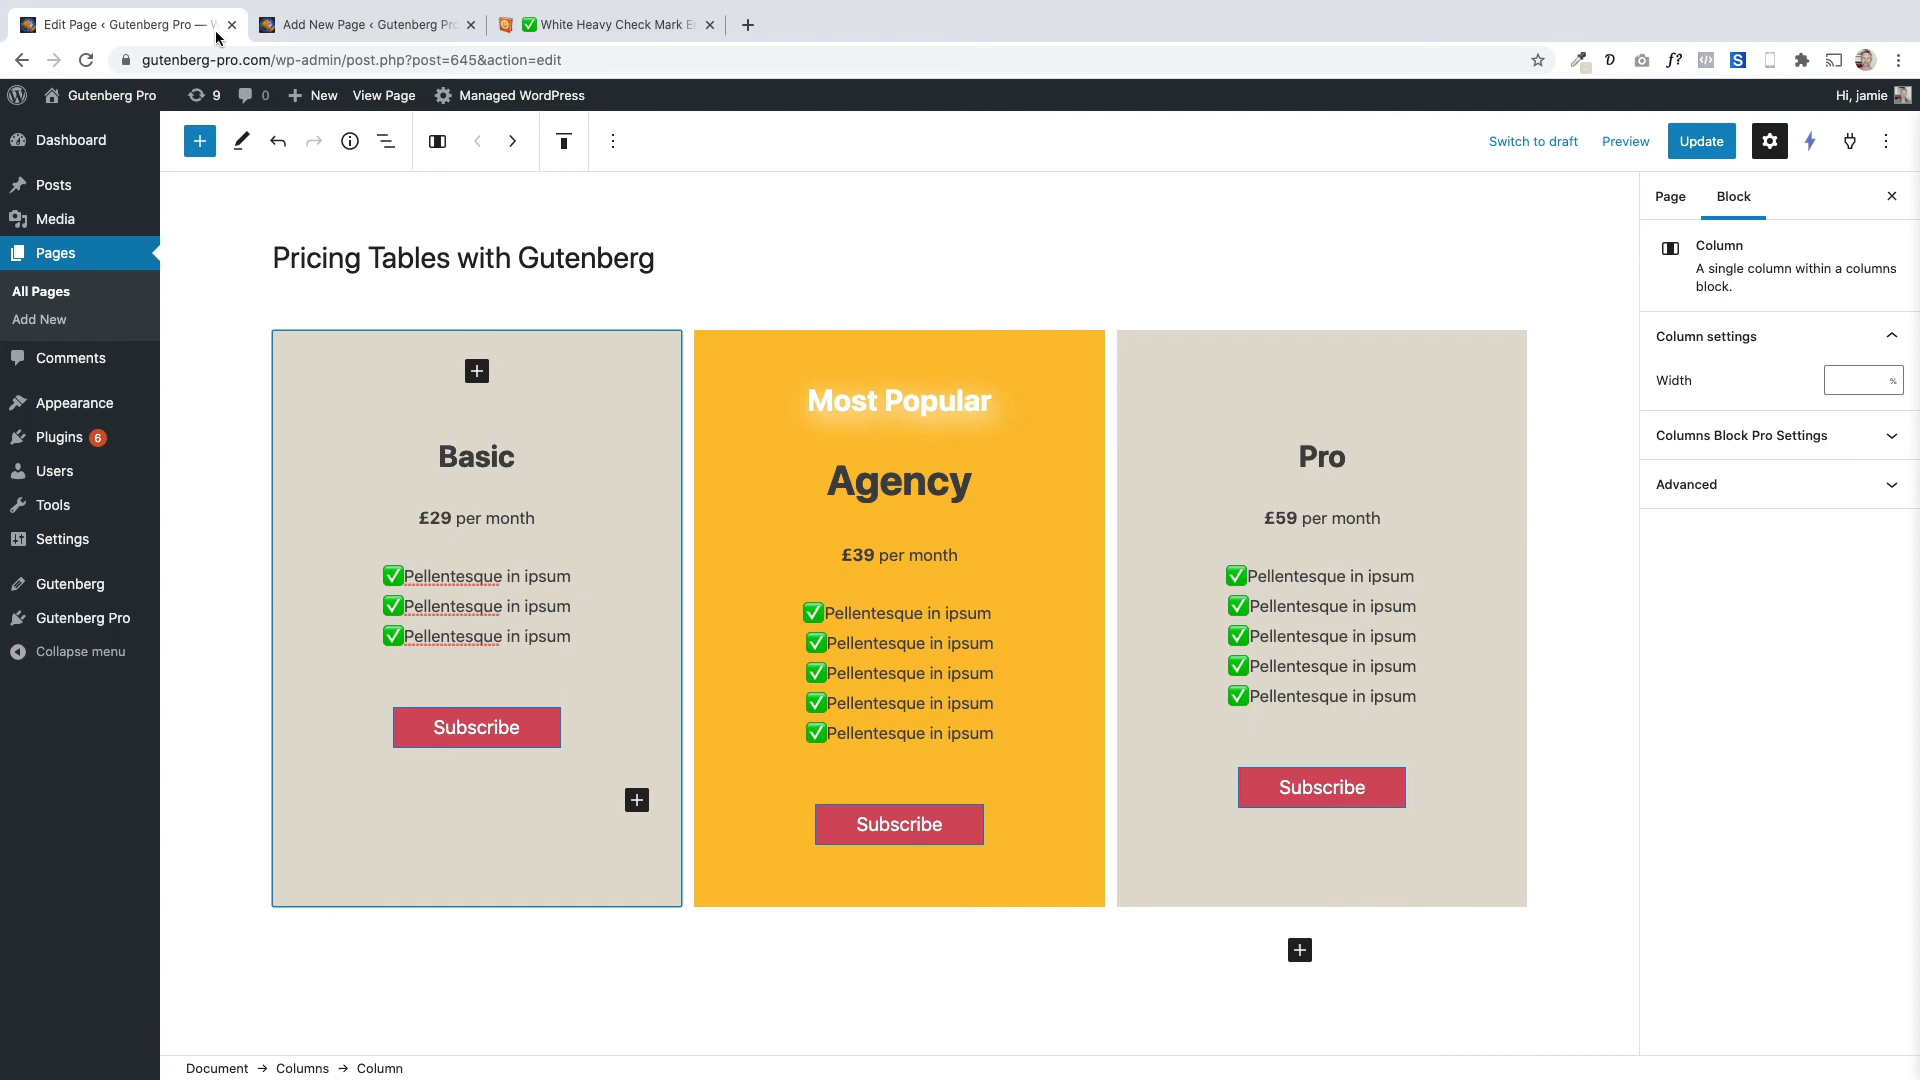 Edit Page ‹ Gutenberg Pro —
Add New Page ‹ Gutenberg Pro
✅ White Heavy Check Mark E
gutenberg-pro.com/wp-admin/post.php?post=645&action=edit
Gutenberg Pro
9
0
New
View Page
Managed WordPress
Hi, jamie
Dashboard
Posts
Media
Pages
All Pages
Add New
Comments
Appearance
Plugins 6
Users
Tools
Settings
Gutenberg
Gutenberg Pro
Collapse menu
Switch to draft
Preview
Update
Pricing Tables with Gutenberg
Basic
£29 per month
✅Pellentesque in ipsum
✅Pellentesque in ipsum
✅Pellentesque in ipsum
Subscribe
Most Popular
Agency
£39 per month
✅Pellentesque in ipsum
✅Pellentesque in ipsum
✅Pellentesque in ipsum
✅Pellentesque in ipsum
✅Pellentesque in ipsum
Subscribe
Pro
£59 per month
✅Pellentesque in ipsum
✅Pellentesque in ipsum
✅Pellentesque in ipsum
✅Pellentesque in ipsum
✅Pellentesque in ipsum
Subscribe
Page
Block
Column
A single column within a columns
block.
Column settings
Width
%
Columns Block Pro Settings
Advanced
Document → Columns → Column